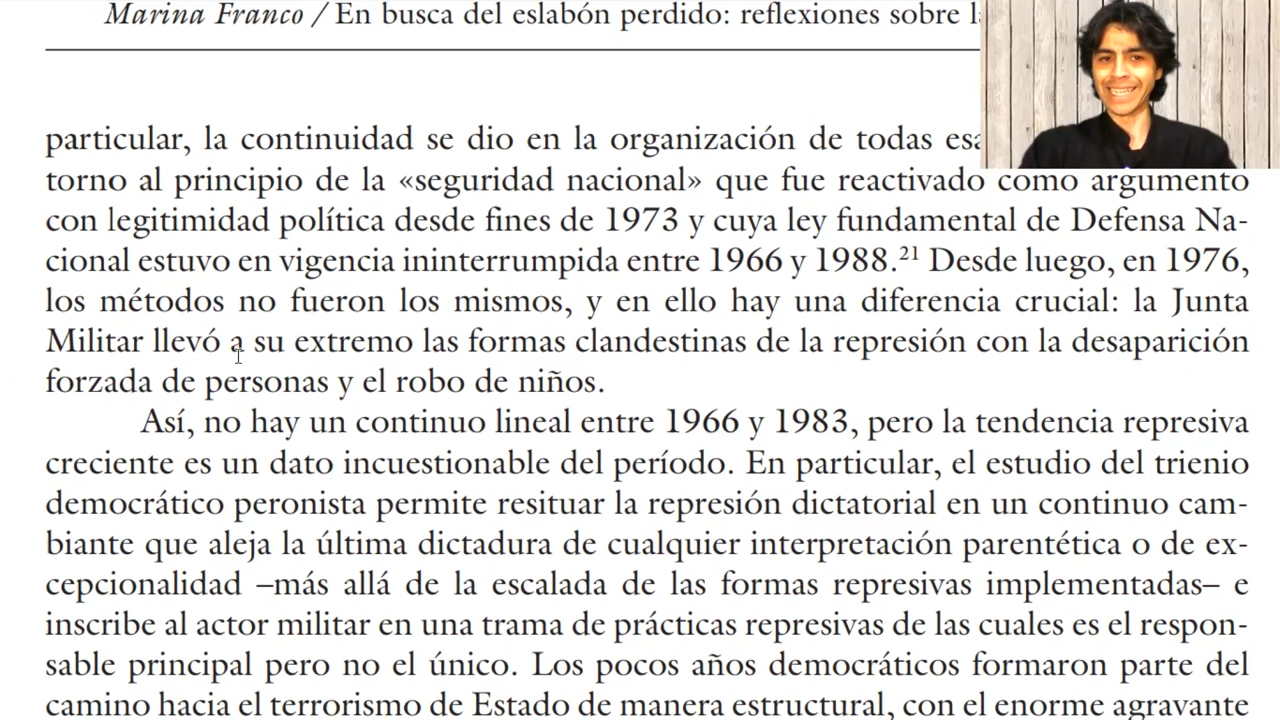 Marina Franco / En busca del eslabón perdido: reflexiones sobre
particular, la continuidad se dio en la organización de todas
torno al principio de la «seguridad nacional» que fue reactivado como argumento
con legitimidad política desde fines de 1973 y cuya ley fundamental de Defensa Na-
cional estuvo en vigencia ininterrumpida entre 1966 y 1988.²¹ Desde luego, en 1976,
los métodos no fueron los mismos, y en ello hay una diferencia crucial: la Junta
Militar llevó a su extremo las formas clandestinas de la represión con la desaparición
forzada de personas y el robo de niños.
Así, no hay un continuo lineal entre 1966 y 1983, pero la tendencia represiva
creciente es un dato incuestionable del período. En particular, el estudio del trienio
democrático peronista permite resituar la represión dictatorial en un continuo cam-
biante que aleja la última dictadura de cualquier interpretación parentética o de ex-
cepcionalidad –más allá de la escalada de las formas represivas implementadas– e
inscribe al actor militar en una trama de prácticas represivas de las cuales es el respon-
sable principal pero no el único. Los pocos años democráticos formaron parte del
camino hacia el terrorismo de Estado de manera estructural, con el enorme agravante